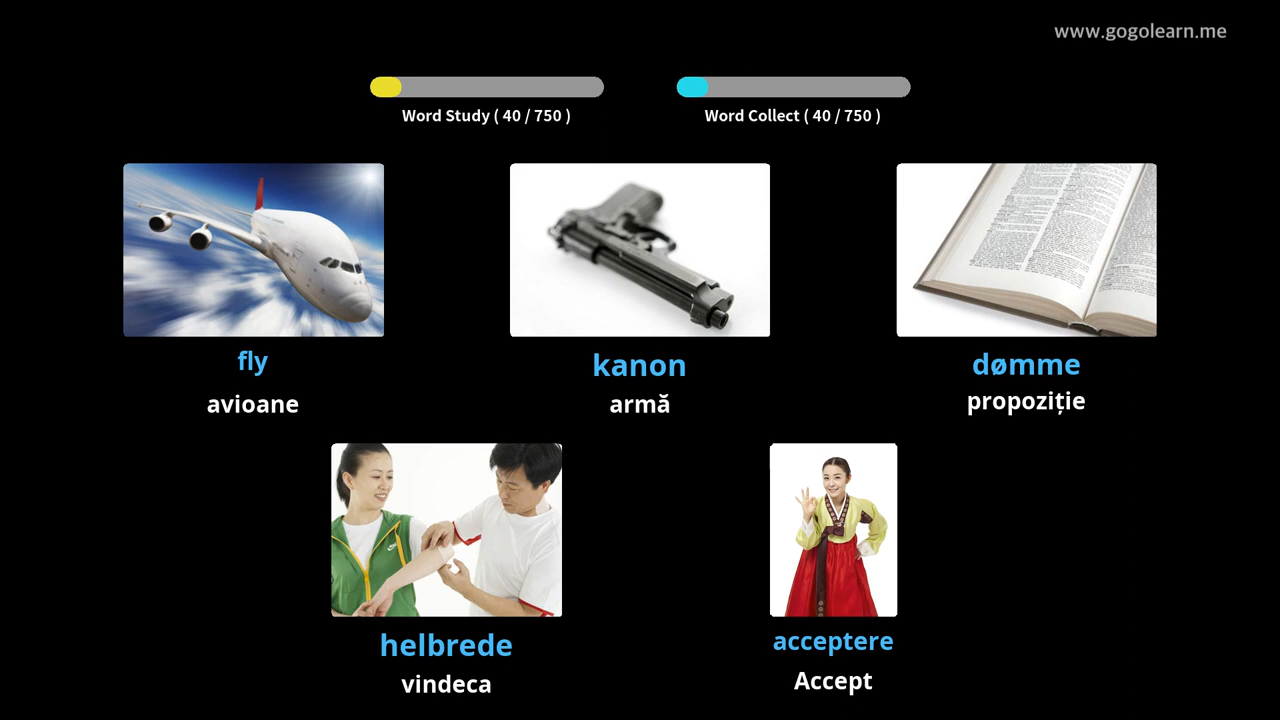 www.gogolearn.me
Word Study ( 40 / 750 )
Word Collect ( 40 / 750 )
fly
avioane
kanon
armă
dømme
propoziție
helbrede
vindeca
acceptere
Accept